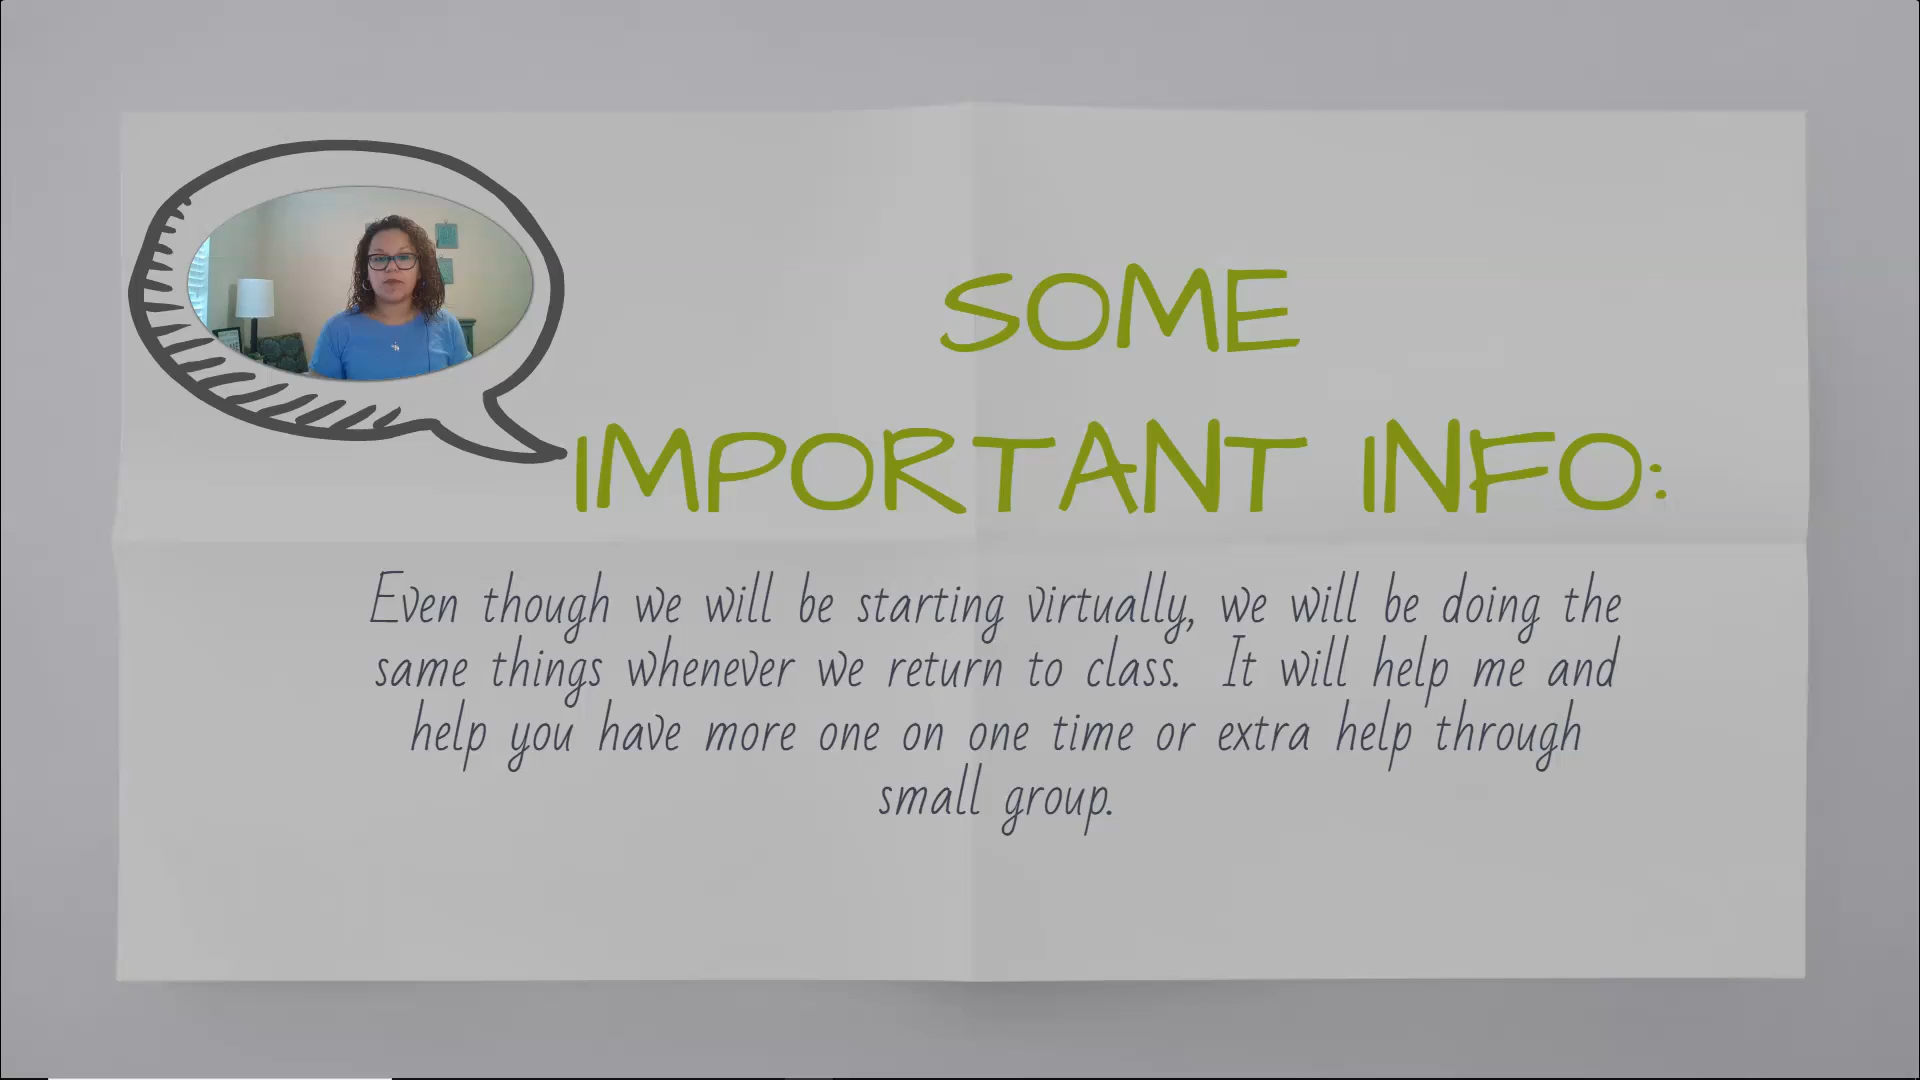 SOME
IMPORTANT INFO:
Even though we will be starting virtually, we will be doing the
same things whenever we return to class. It will help me and
help you have more one on one time or extra help through
small group.